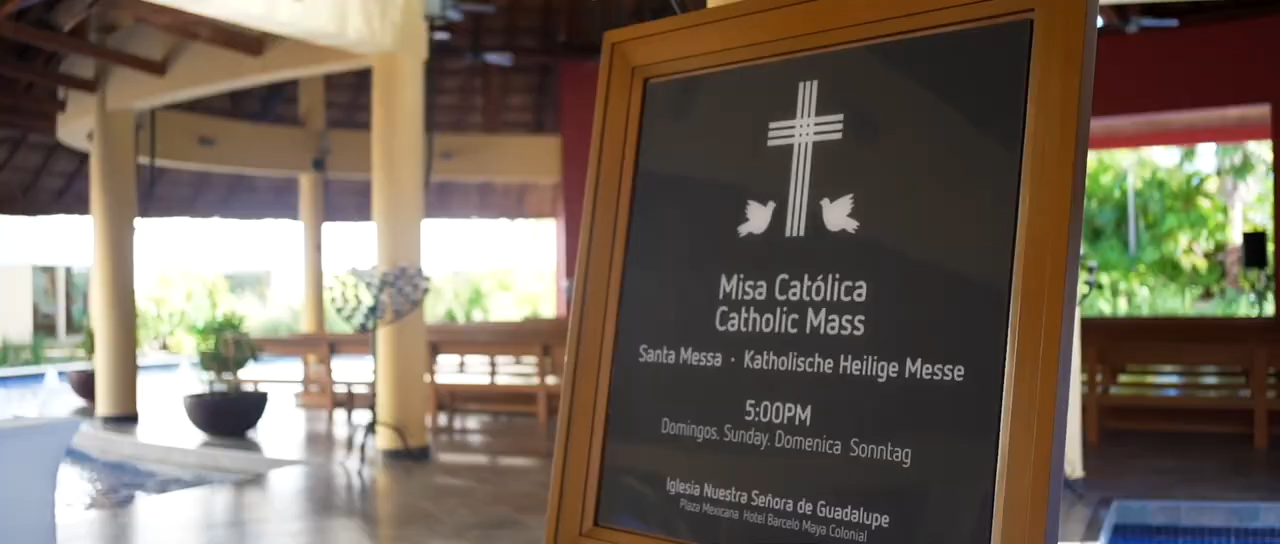 Misa Católica
Catholic Mass
Santa Messa · Katholische Heilige Messe
5:00PM
Domingos. Sunday. Domenica Sonntag
Iglesia Nuestra Señora de Guadalupe
Plaza Mexicana Hotel Barceló Maya Colonial